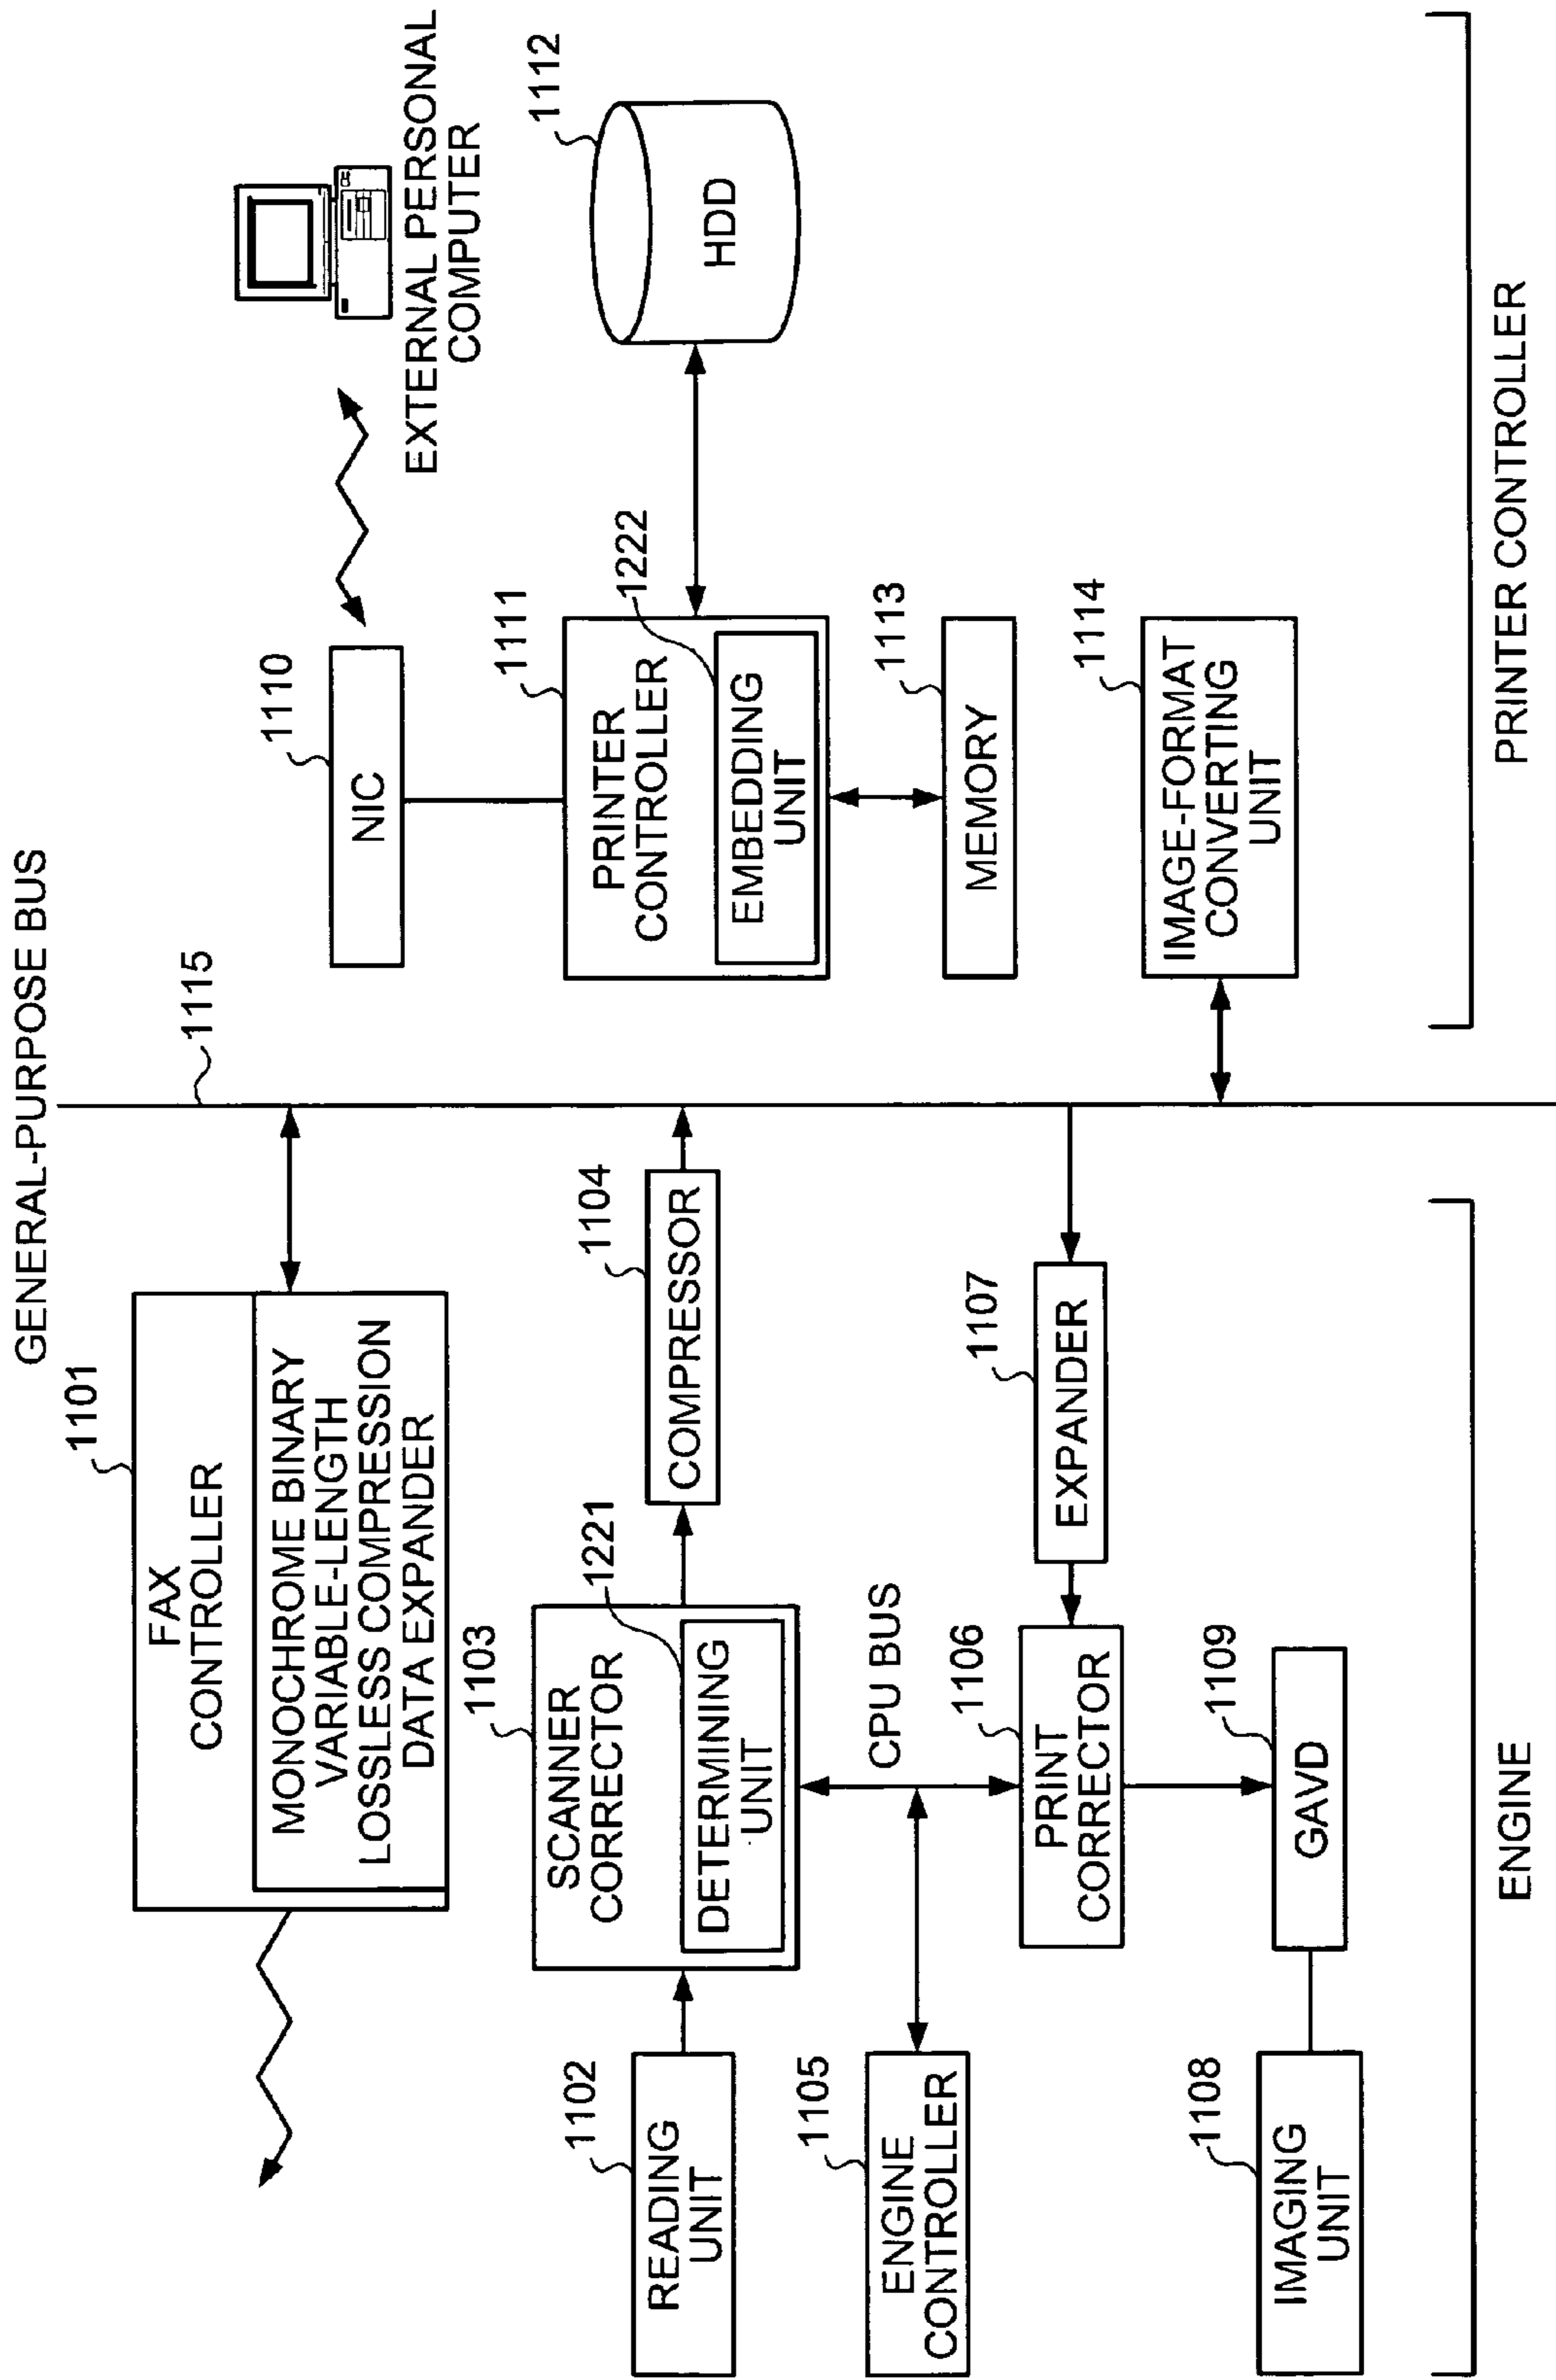 GENERAL-PURPOSE BUS
1115
1101
FAX
CONTROLLER
MONOCHROME BINARY
VARIABLE-LENGTH
LOSSLESS COMPRESSION
DATA EXPANDER
1102
READING
UNIT
1103
SCANNER
CORRECTOR
1221
DETERMINING
UNIT
1104
COMPRESSOR
1105
ENGINE
CONTROLLER
CPU BUS
1106
PRINT
CORRECTOR
1107
EXPANDER
1108
IMAGING
UNIT
1109
GAVD
ENGINE
1110
NIC
EXTERNAL PERSONAL
COMPUTER
1111
PRINTER
CONTROLLER
1222
EMBEDDING
UNIT
1112
HDD
1113
MEMORY
1114
IMAGE-FORMAT
CONVERTING
UNIT
PRINTER CONTROLLER